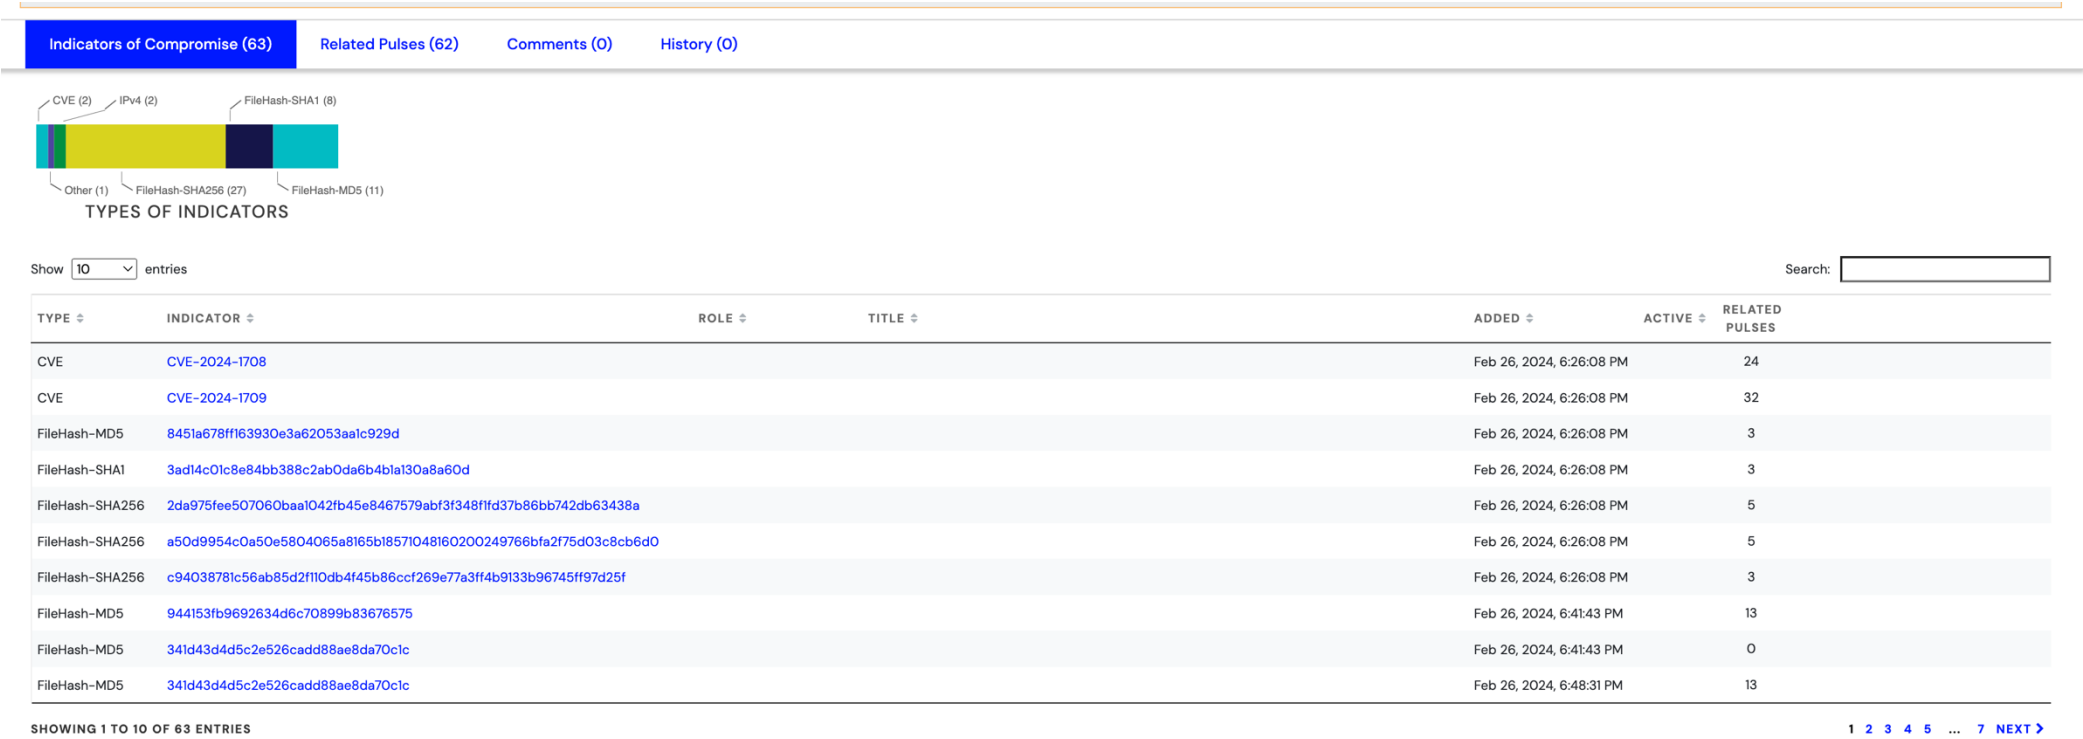 Indicators of Compromise (63) Related Pulses (62) Comments (0) History (0)
CVE (2) IPv4 (2) FileHash-SHA1 (8)
Other (1) FileHash-SHA256 (27) FileHash-MD5 (11)
TYPES OF INDICATORS
Show 10 entries Search:
TYPE INDICATOR ROLE TITLE ADDED ACTIVE RELATED PULSES
CVE CVE-2024-1708 Feb 26, 2024, 6:26:08 PM 24
CVE CVE-2024-1709 Feb 26, 2024, 6:26:08 PM 32
FileHash-MD5 8451a678ff163930e3a62053aa1c929d Feb 26, 2024, 6:26:08 PM 3
FileHash-SHA1 3ad14c01c8e84bb388c2ab0da6b4b1a130a8a60d Feb 26, 2024, 6:26:08 PM 3
FileHash-SHA256 2da975fee507060baa1042fb45e8467579abf3f348f1fd37b86bb742db63438a Feb 26, 2024, 6:26:08 PM 5
FileHash-SHA256 a50d9954c0a50e5804065a8165b18571048160200249766bfa2f75d03c8cb6d0 Feb 26, 2024, 6:26:08 PM 5
FileHash-SHA256 c94038781c56ab85d2f110db4f45b86ccf269e77a3ff4b9133b96745ff97d25f Feb 26, 2024, 6:26:08 PM 3
FileHash-MD5 944153fb9692634d6c70899b83676575 Feb 26, 2024, 6:41:43 PM 13
FileHash-MD5 341d43d4d5c2e526cadd88ae8da70c1c Feb 26, 2024, 6:41:43 PM 0
FileHash-MD5 341d43d4d5c2e526cadd88ae8da70c1c Feb 26, 2024, 6:48:31 PM 13
SHOWING 1 TO 10 OF 63 ENTRIES 1 2 3 4 5 ... 7 NEXT